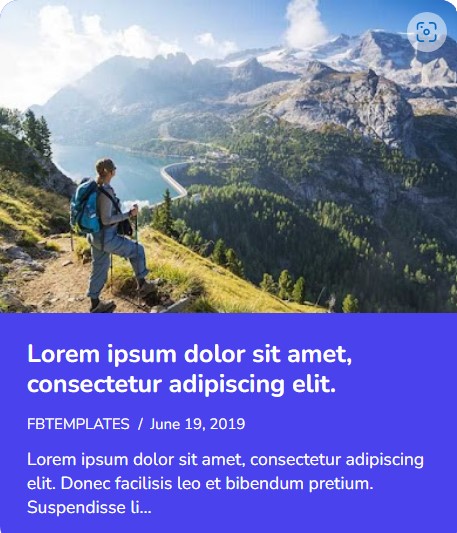 Lorem ipsum dolor sit amet,
consectetur adipiscing elit.
FBTEMPLATES / June 19, 2019
Lorem ipsum dolor sit amet, consectetur adipiscing
elit. Donec facilisis leo et bibendum pretium.
Suspendisse li...